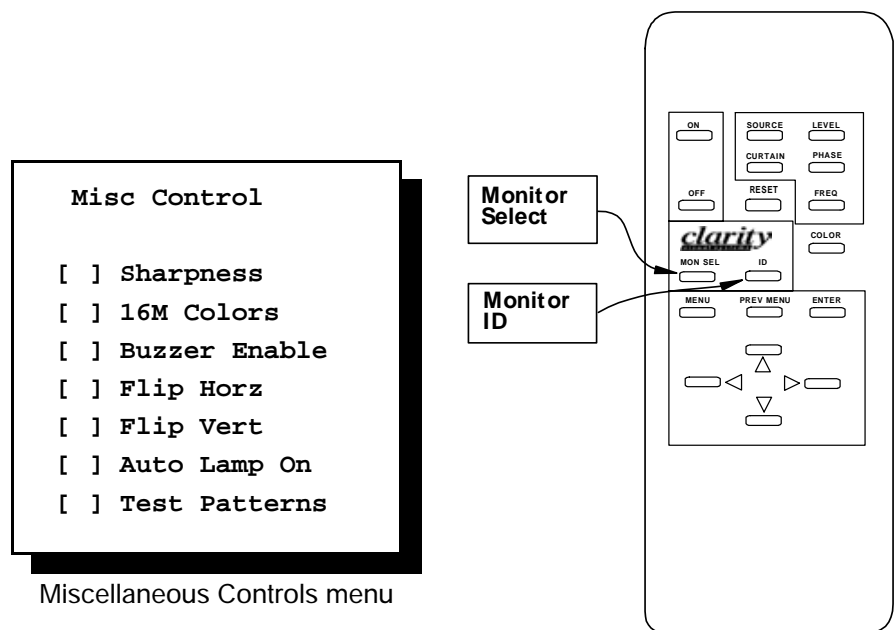 Misc Control
[ ] Sharpness
[ ] 16M Colors
[ ] Buzzer Enable
[ ] Flip Horz
[ ] Flip Vert
[ ] Auto Lamp On
[ ] Test Patterns
Miscellaneous Controls menu
Monitor
Select
Monitor
ID
ON SOURCE LEVEL
CURTAIN PHASE
OFF RESET FREQ
clarity COLOR
MON SEL ID
MENU PREV MENU ENTER